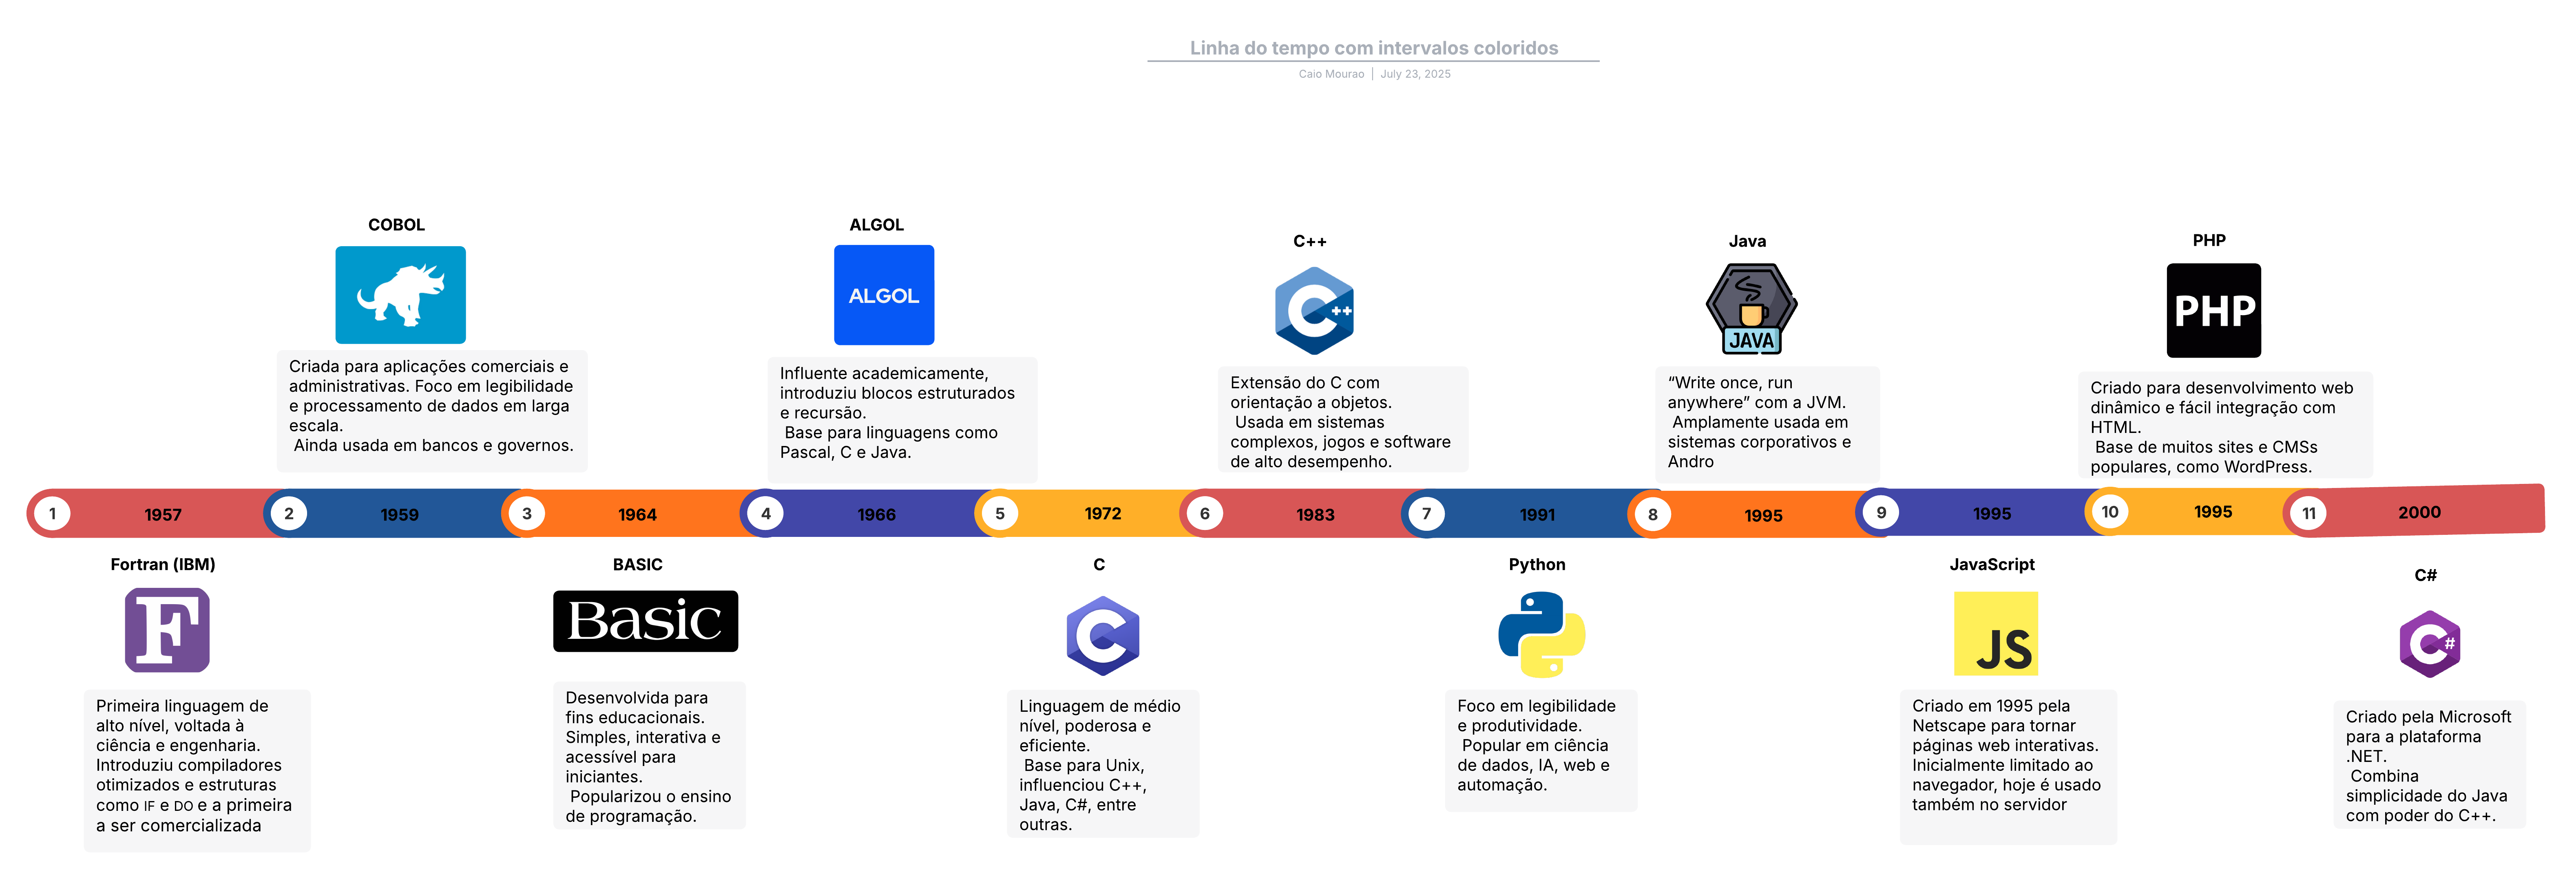 Linha do tempo com intervalos coloridos
Caio Mourao | July 23, 2025
COBOL
Criada para aplicações comerciais e
administrativas. Foco em legibilidade
e processamento de dados em larga
escala.
Ainda usada em bancos e governos.
ALGOL
ALGOL
Influente academicamente,
introduziu blocos estruturados
e recursão.
Base para linguagens como
Pascal, C e Java.
C++
C++
Extensão do C com
orientação a objetos.
Usada em sistemas
complexos, jogos e software
de alto desempenho.
Java
JAVA
“Write once, run
anywhere” com a JVM.
Amplamente usada em
sistemas corporativos e
Andro
PHP
PHP
Criado para desenvolvimento web
dinâmico e fácil integração com
HTML.
Base de muitos sites e CMSs
populares, como WordPress.
1 1957 2 1959 3 1964 4 1966 5 1972 6 1983 7 1991 8 1995 9 1995 10 1995 11 2000
Fortran (IBM)
F
Primeira linguagem de
alto nível, voltada à
ciência e engenharia.
Introduziu compiladores
otimizados e estruturas
como IF e DO e a primeira
a ser comercializada
BASIC
Basic
Desenvolvida para
fins educacionais.
Simples, interativa e
acessível para
iniciantes.
Popularizou o ensino
de programação.
C
C
Linguagem de médio
nível, poderosa e
eficiente.
Base para Unix,
influenciou C++,
Java, C#, entre
outras.
Python
Foco em legibilidade
e produtividade.
Popular em ciência
de dados, IA, web e
automação.
JavaScript
JS
Criado em 1995 pela
Netscape para tornar
páginas web interativas.
Inicialmente limitado ao
navegador, hoje é usado
também no servidor
C#
C#
Criado pela Microsoft
para a plataforma
.NET.
Combina
simplicidade do Java
com poder do C++.